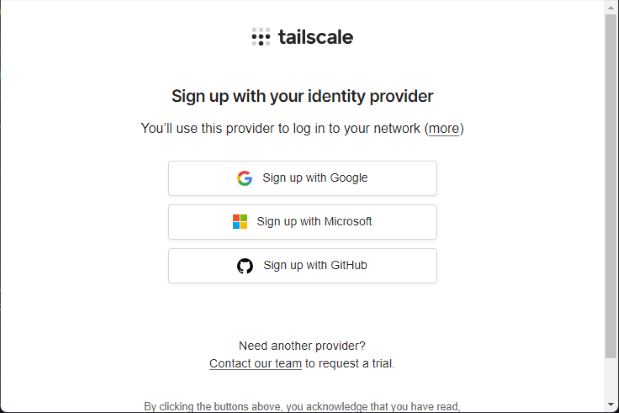 tailscale
Sign up with your identity provider
You'll use this provider to log in to your network (more)
Sign up with Google
Sign up with Microsoft
Sign up with GitHub
Need another provider?
Contact our team to request a trial.
By clicking the buttons above, you acknowledge that you have read,